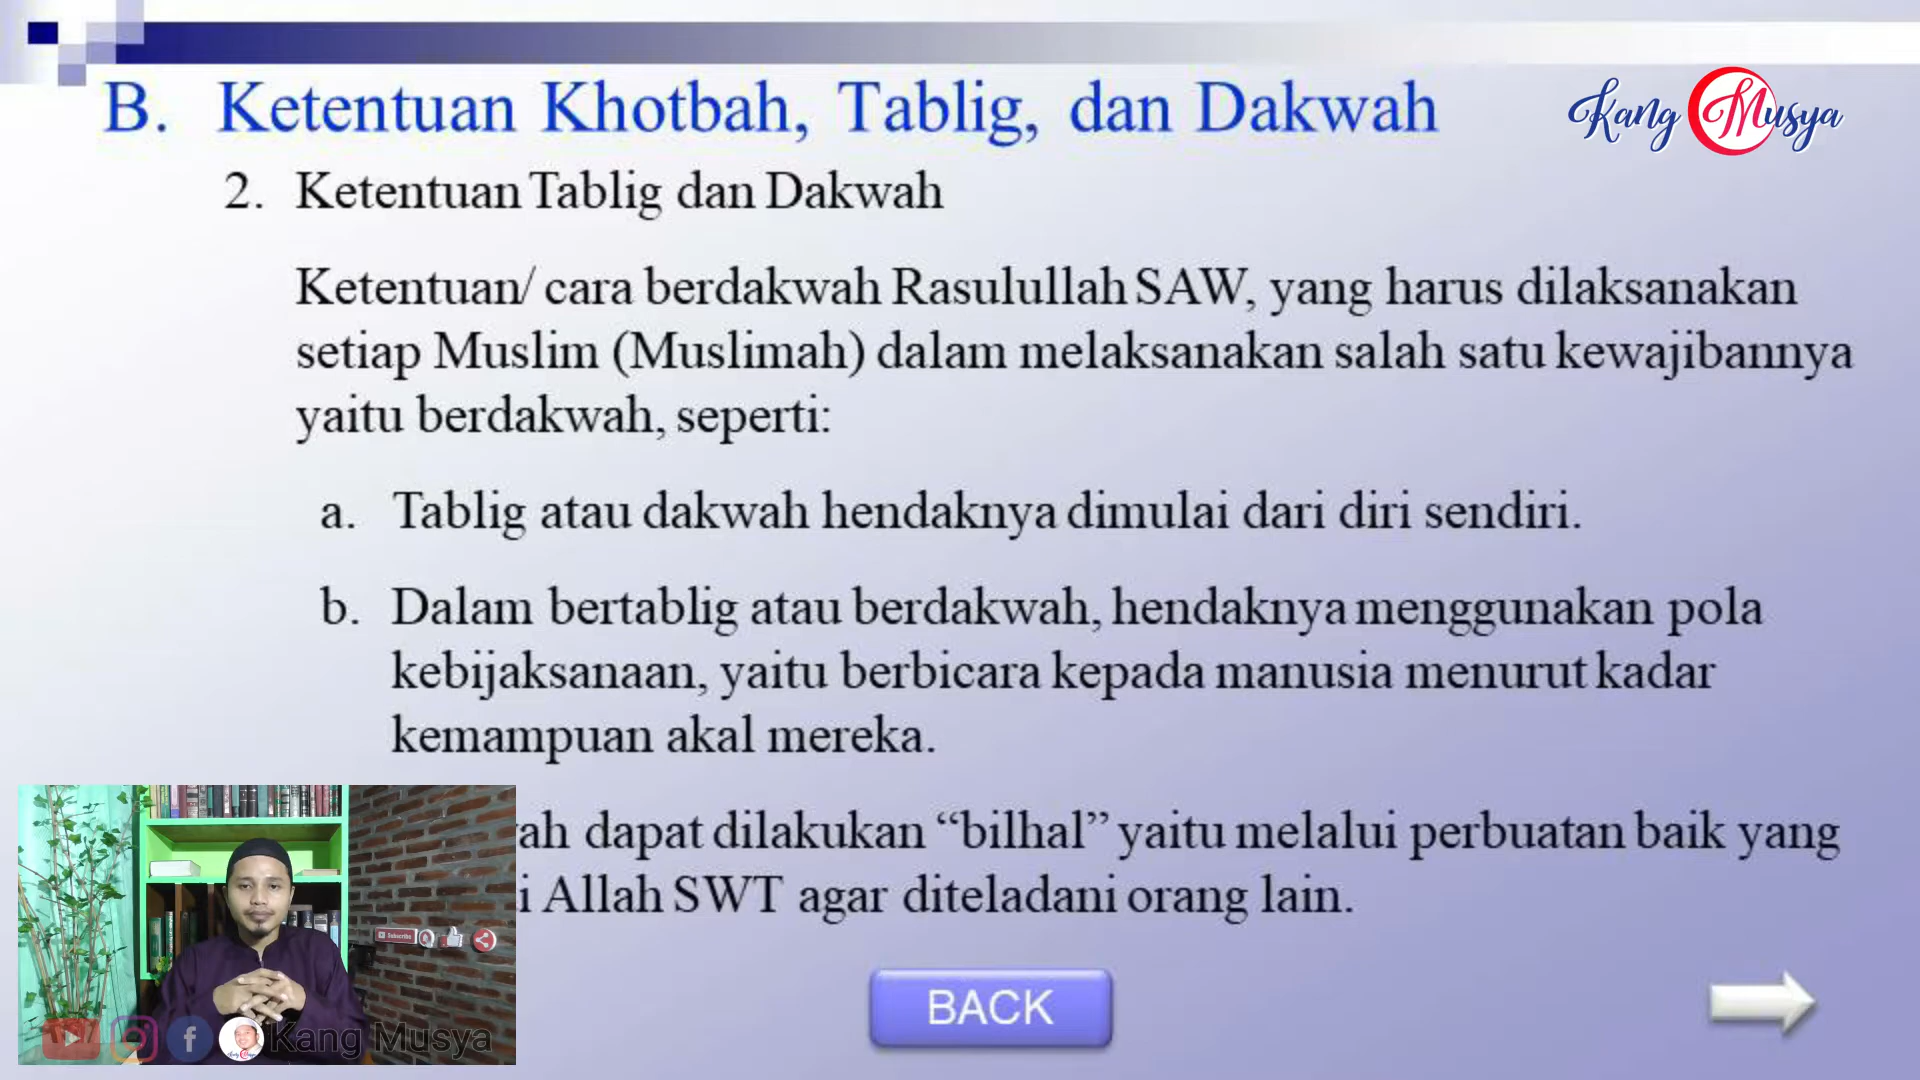 B. Ketentuan Khotbah, Tablig, dan Dakwah
Kang Musya
2. Ketentuan Tablig dan Dakwah
Ketentuan/ cara berdakwah Rasulullah SAW, yang harus dilaksanakan
setiap Muslim (Muslimah) dalam melaksanakan salah satu kewajibannya
yaitu berdakwah, seperti:
a. Tablig atau dakwah hendaknya dimulai dari diri sendiri.
b. Dalam bertablig atau berdakwah, hendaknya menggunakan pola
kebijaksanaan, yaitu berbicara kepada manusia menurut kadar
kemampuan akal mereka.
ah dapat dilakukan “bilhal” yaitu melalui perbuatan baik yang
i Allah SWT agar diteladani orang lain.
Subscribe
Kang Musya
BACK